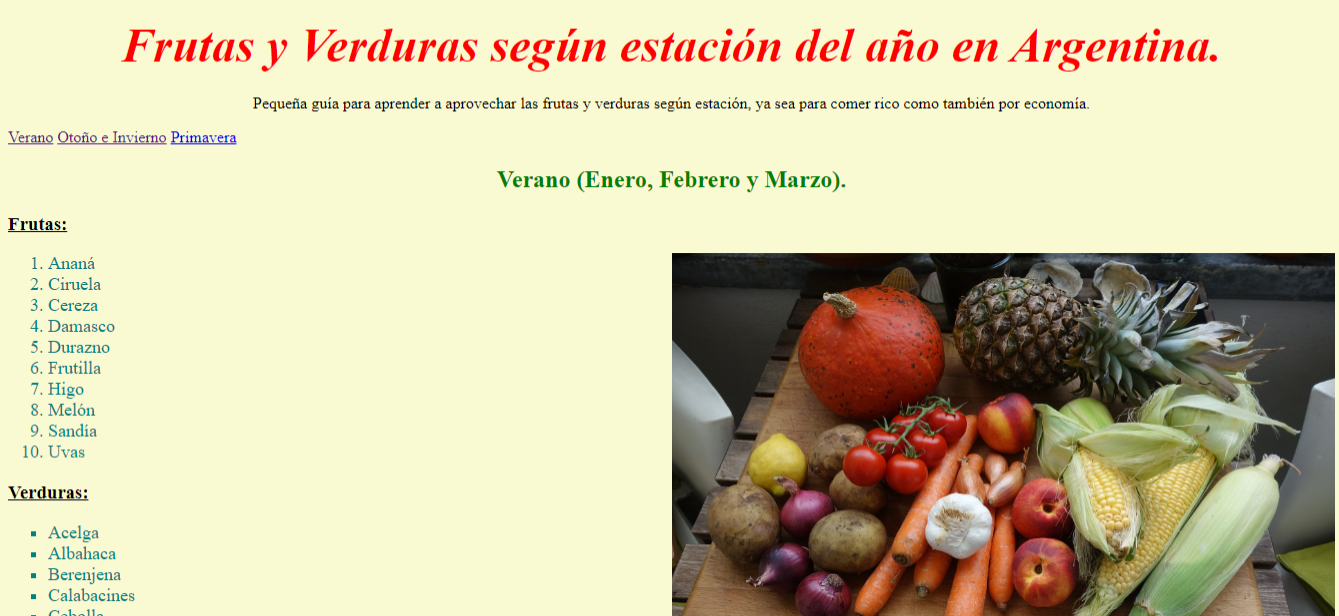 Frutas y Verduras según estación del año en Argentina.
Pequeña guía para aprender a aprovechar las frutas y verduras según estación, ya sea para comer rico como también por economía.
Verano Otoño e Invierno Primavera
Verano (Enero, Febrero y Marzo).
Frutas:
1. Ananá
2. Ciruela
3. Cereza
4. Damasco
5. Durazno
6. Frutilla
7. Higo
8. Melón
9. Sandía
10. Uvas
Verduras:
▪ Acelga
▪ Albahaca
▪ Berenjena
▪ Calabacines
▪ Cebolla